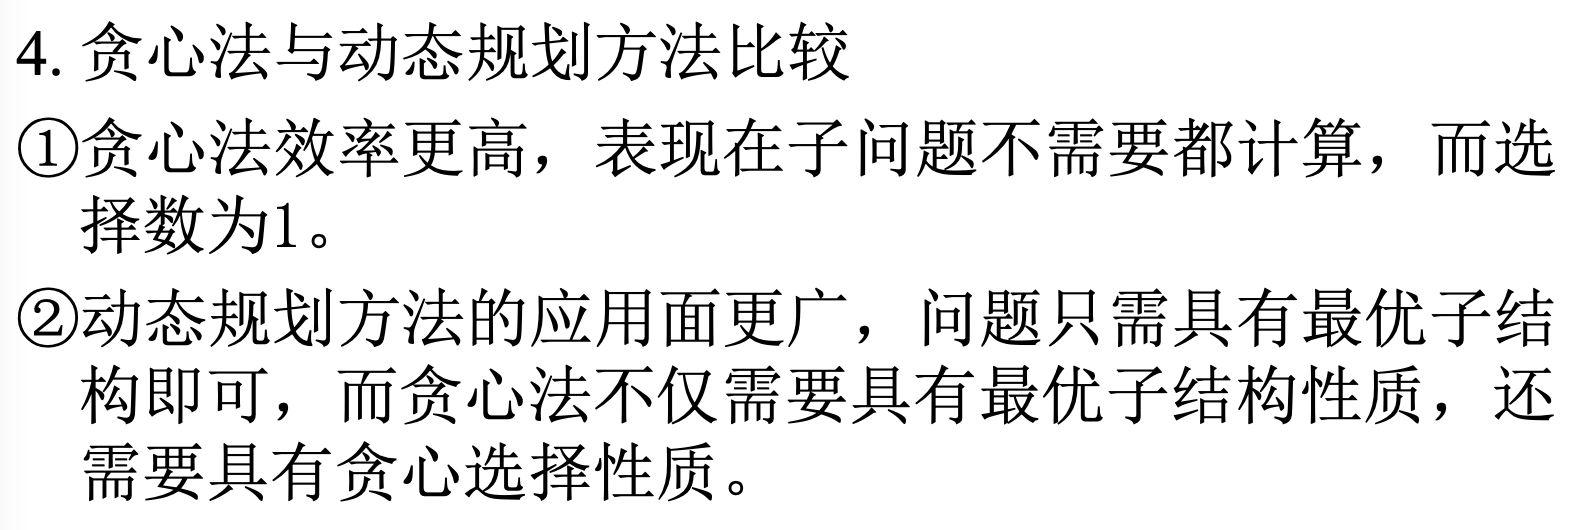 4. 贪心法与动态规划方法比较
①贪心法效率更高，表现在子问题不需要都计算，而选
择数为1。
②动态规划方法的应用面更广，问题只需具有最优子结
构即可，而贪心法不仅需要具有最优子结构性质，还
需要具有贪心选择性质。